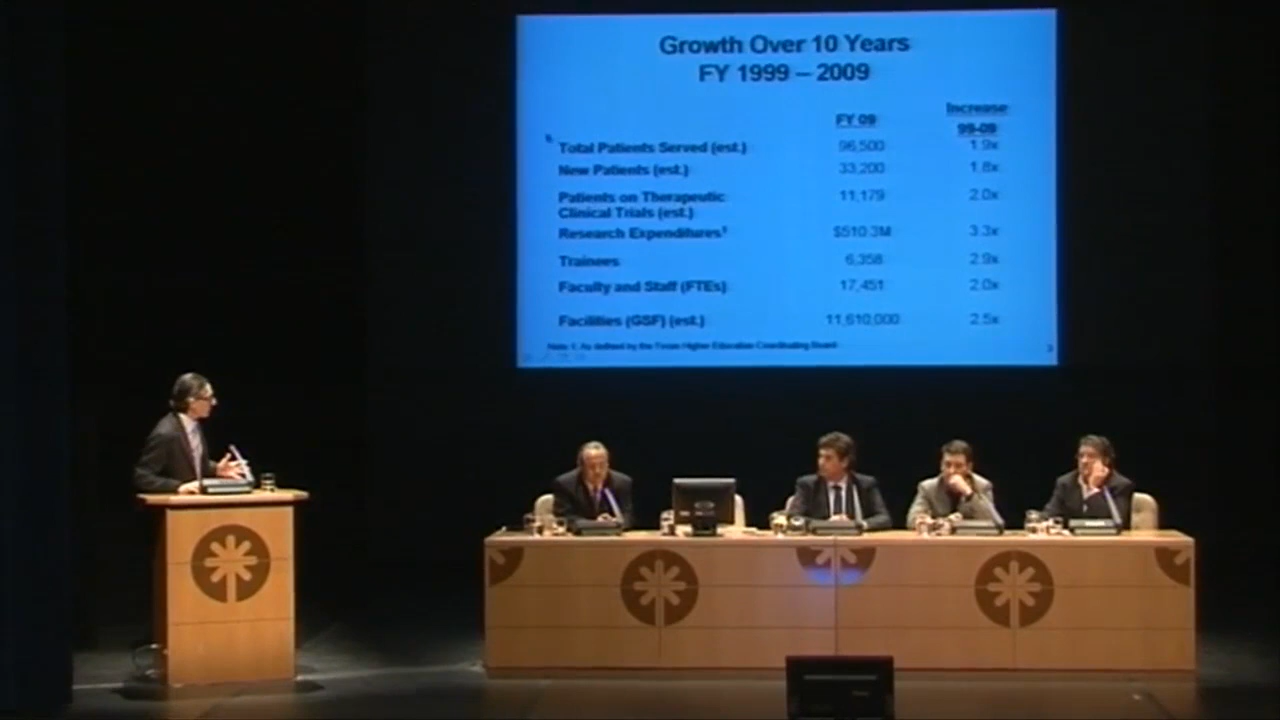 Growth Over 10 Years
FY 1999 – 2009
FY 09
Increase
99-09
Total Patients Served (est.) 96,500 1.9x
New Patients (est.) 33,200 1.8x
Patients on Therapeutic
Clinical Trials (est.) 11,179 2.0x
Research Expenditures¹ $510.3M 3.3x
Trainees 6,358 2.9x
Faculty and Staff (FTEs) 17,451 2.0x
Facilities (GSF) (est.) 11,610,000 2.5x
Note: 1. As defined by the Texas Higher Education Coordinating Board